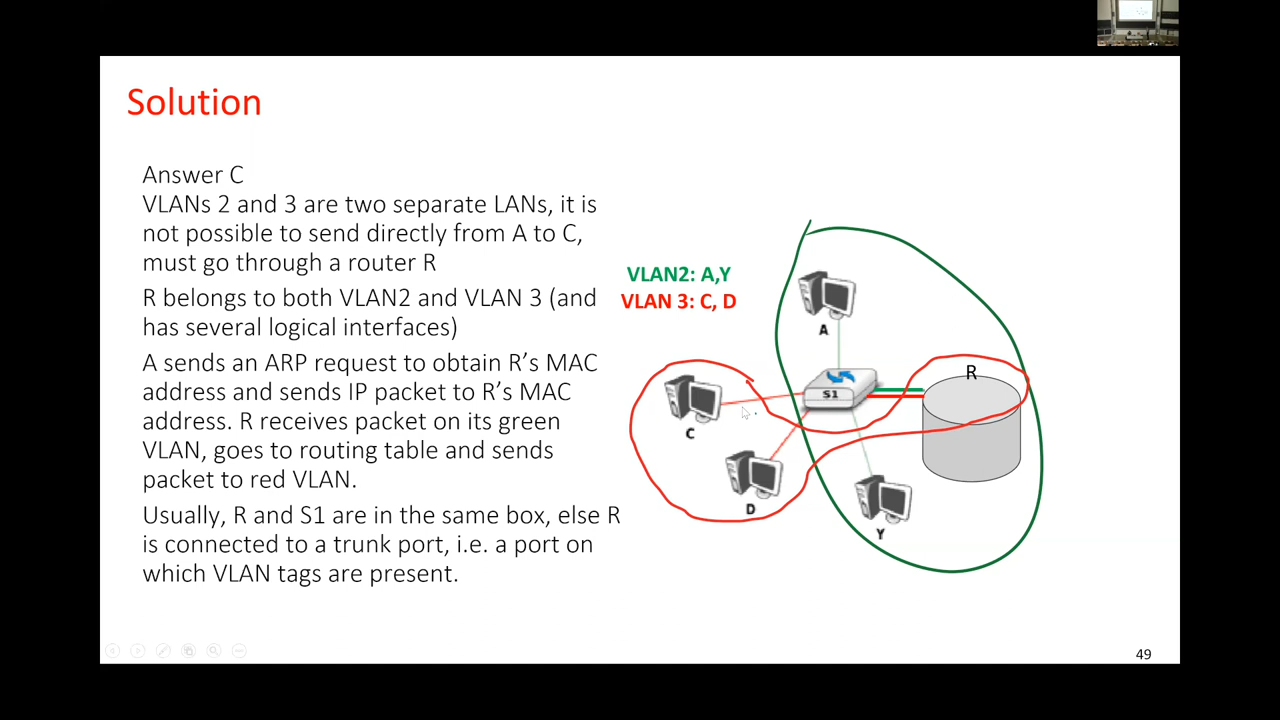 Solution
Answer C
VLANs 2 and 3 are two separate LANs, it is
not possible to send directly from A to C,
must go through a router R
R belongs to both VLAN2 and VLAN 3 (and
has several logical interfaces)
A sends an ARP request to obtain R’s MAC
address and sends IP packet to R’s MAC
address. R receives packet on its green
VLAN, goes to routing table and sends
packet to red VLAN.
Usually, R and S1 are in the same box, else R
is connected to a trunk port, i.e. a port on
which VLAN tags are present.
VLAN2: A,Y
VLAN 3: C, D
A
R
S1
C
D
Y
49